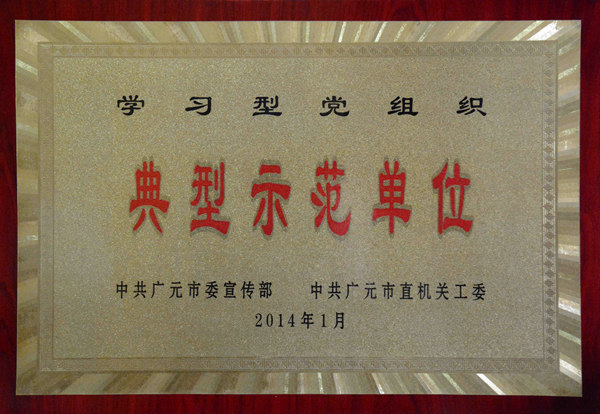 学习型党组织
典型示范单位
中共广元市委宣传部 中共广元市直机关工委
2014年1月